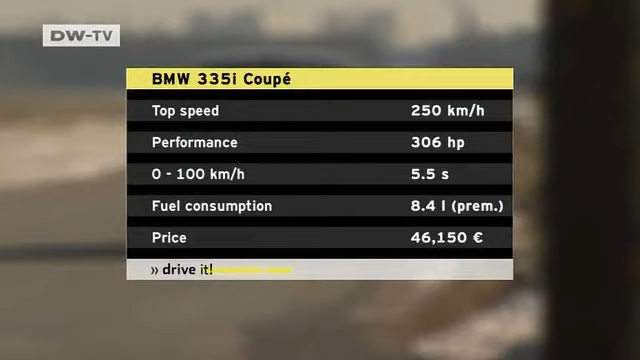 DW-TV
BMW 335i Coupé
Top speed 250 km/h
Performance 306 hp
0 - 100 km/h 5.5 s
Fuel consumption 8.4 l (prem.)
Price 46,150 €
» drive it!